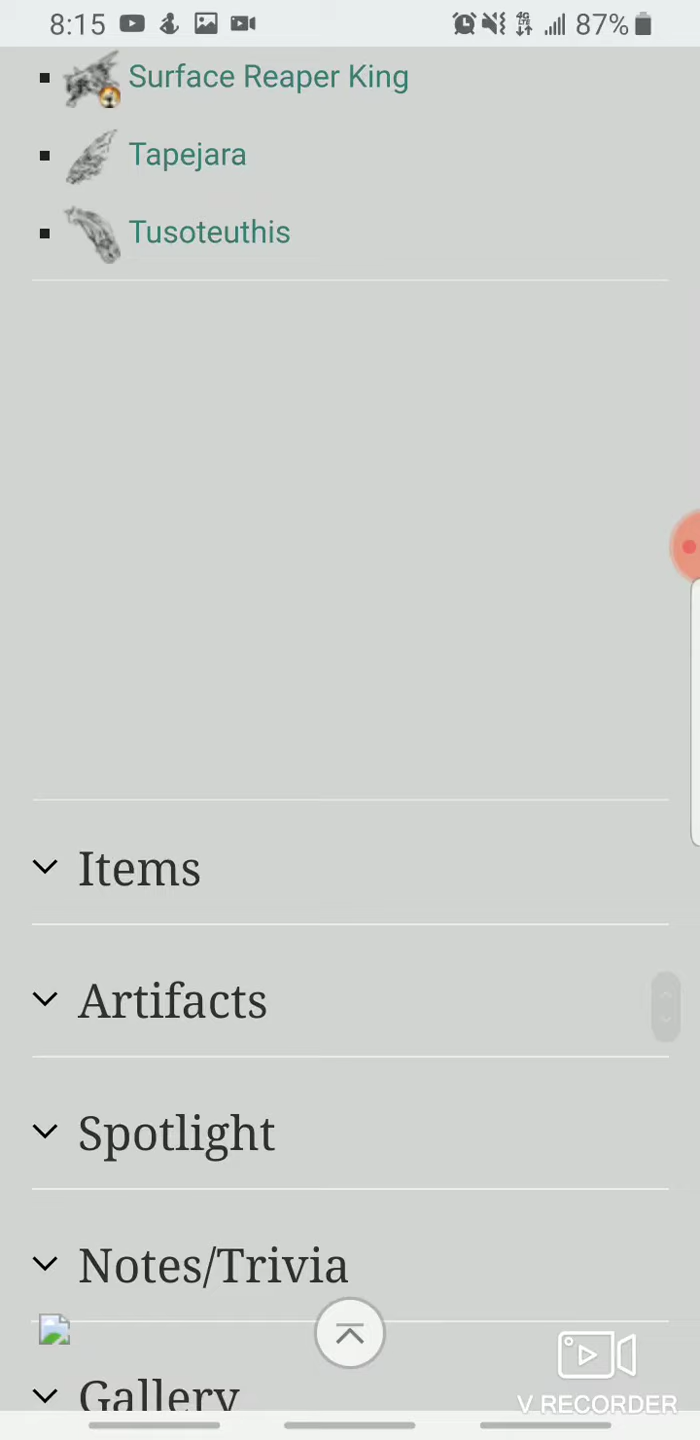 8:15 87%
Surface Reaper King
Tapejara
Tusoteuthis
Items
Artifacts
Spotlight
Notes/Trivia
Gallery
V RECORDER